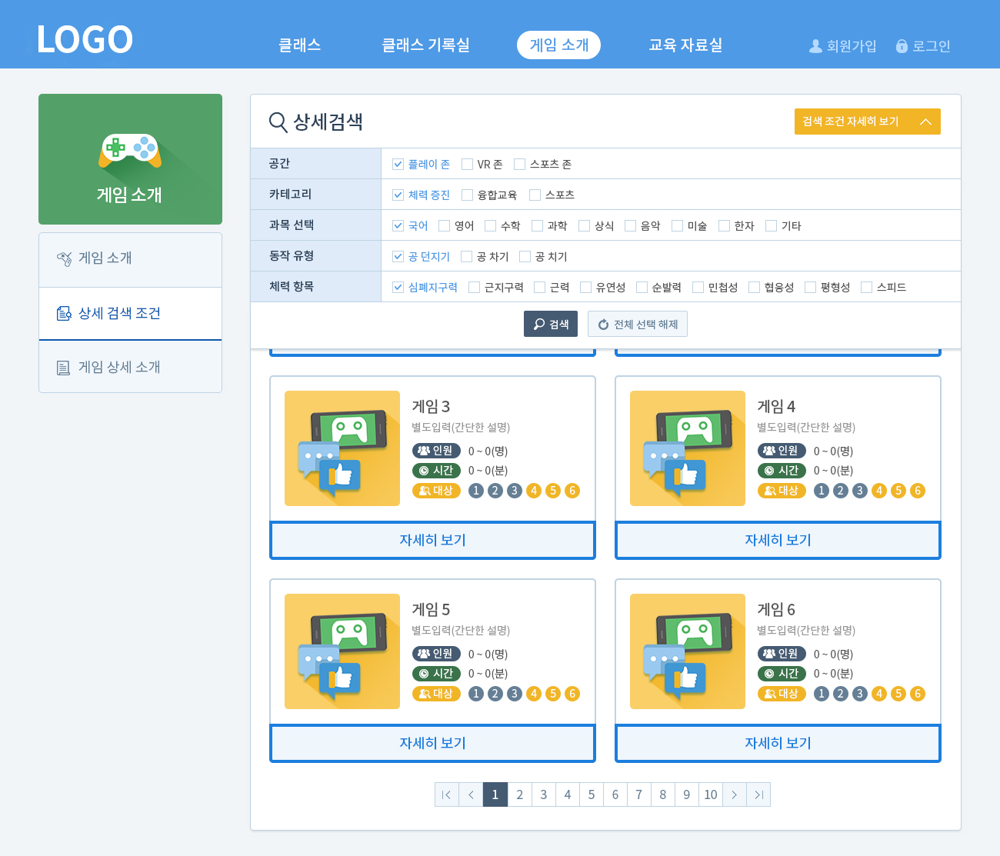 LOGO
클래스 클래스 기록실 게임 소개 교육 자료실 회원가입 로그인
게임 소개
게임 소개
상세 검색 조건
게임 상세 소개
상세검색 검색 조건 자세히 보기
공간 플레이 존 VR 존 스포츠 존
카테고리 체력 증진 융합교육 스포츠
과목 선택 국어 영어 수학 과학 상식 음악 미술 한자 기타
동작 유형 공 던지기 공 차기 공 치기
체력 항목 심폐지구력 근지구력 근력 유연성 순발력 민첩성 협응성 평형성 스피드
검색 전체 선택 해제
게임 3
별도입력(간단한 설명)
인원 0 ~ 0(명)
시간 0 ~ 0(분)
대상 1 2 3 4 5 6
자세히 보기
게임 4
별도입력(간단한 설명)
인원 0 ~ 0(명)
시간 0 ~ 0(분)
대상 1 2 3 4 5 6
자세히 보기
게임 5
별도입력(간단한 설명)
인원 0 ~ 0(명)
시간 0 ~ 0(분)
대상 1 2 3 4 5 6
자세히 보기
게임 6
별도입력(간단한 설명)
인원 0 ~ 0(명)
시간 0 ~ 0(분)
대상 1 2 3 4 5 6
자세히 보기
1 2 3 4 5 6 7 8 9 10